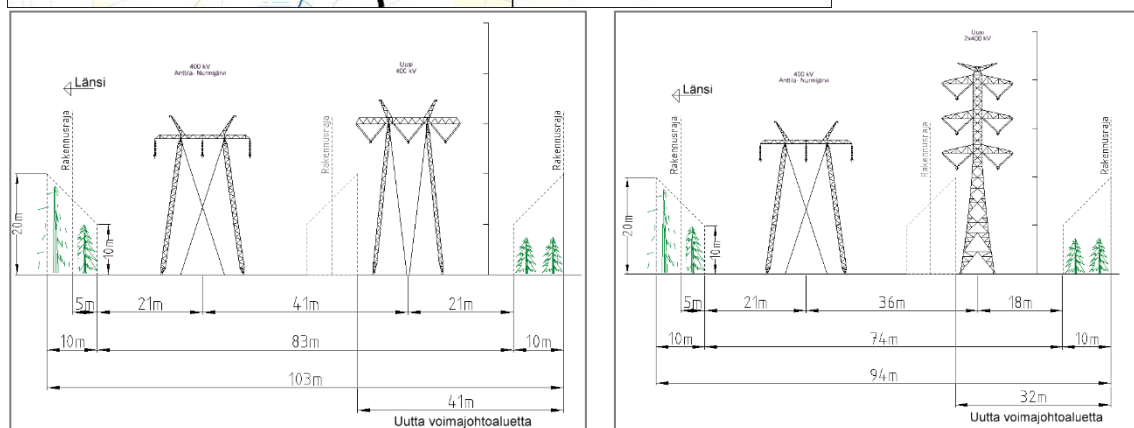 400 kV
Anttila- Nurmijärvi
Uusi
400 kV
Länsi
Rakennusraja
Rakennusraja
Rakennusraja
20m
10m
5m
21m
41m
21m
10m
83m
10m
103m
41m
Uutta voimajohtoaluetta
Uusi
2x400 kV
400 kV
Anttila- Nurmijärvi
Länsi
Rakennusraja
Rakennusraja
Rakennusraja
20m
10m
5m
21m
36m
18m
10m
74m
10m
94m
32m
Uutta voimajohtoaluetta